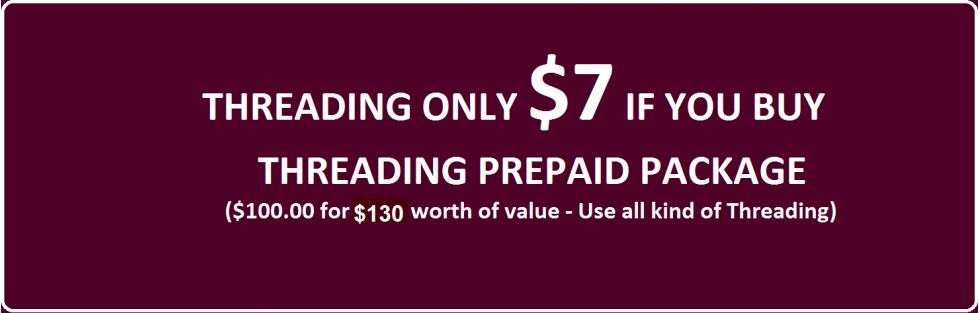 THREADING ONLY $7 IF YOU BUY
THREADING PREPAID PACKAGE
($100.00 for $130 worth of value - Use all kind of Threading)